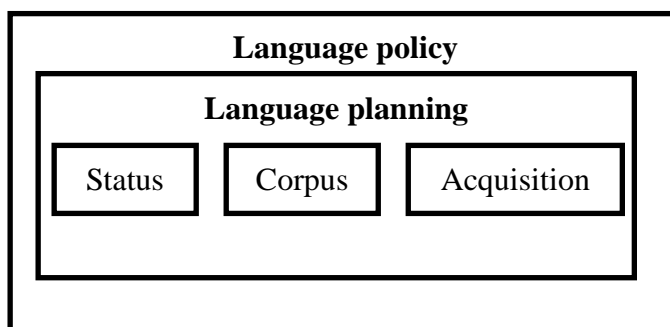 Language policy
Language planning
Status Corpus Acquisition